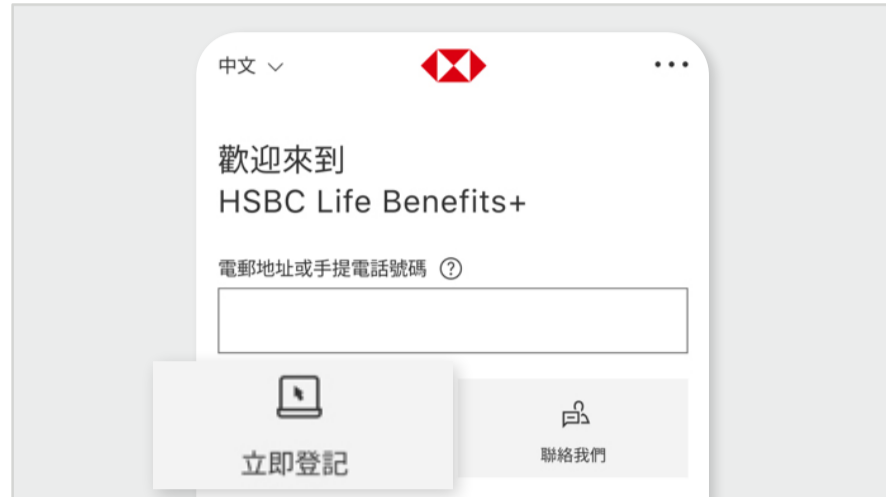 中文
歡迎來到
HSBC Life Benefits+
電郵地址或手提電話號碼 ?
立即登記
聯絡我們